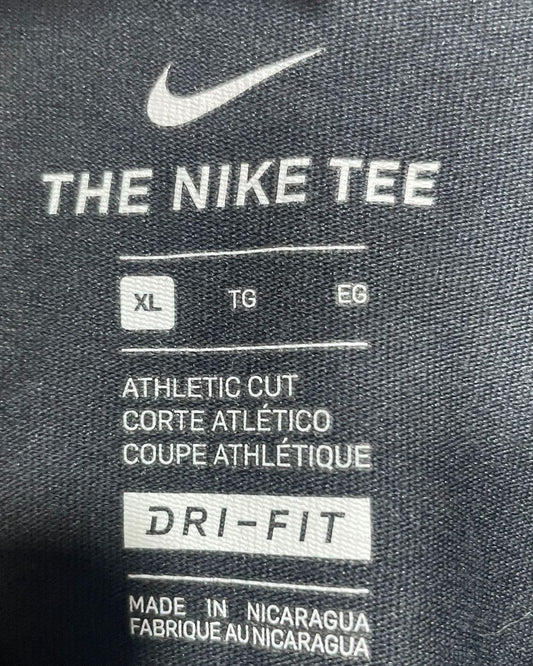 THE NIKE TEE
XL TG EG
ATHLETIC CUT
CORTE ATLÉTICO
COUPE ATHLÉTIQUE
DRI-FIT
MADE IN NICARAGUA
FABRIQUE AU NICARAGUA